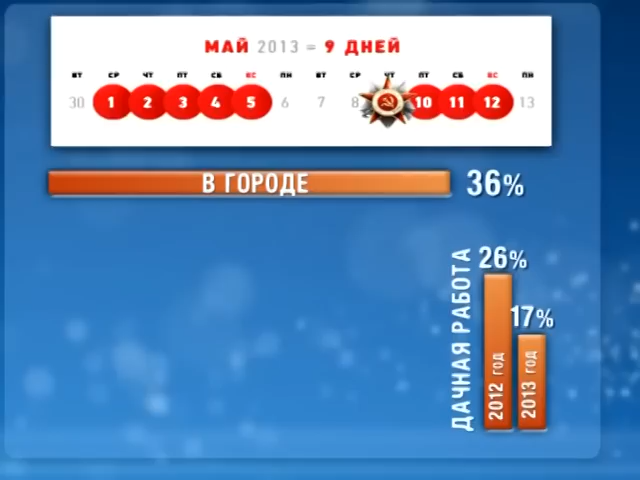 МАЙ 2013 = 9 ДНЕЙ
ВТ СР ЧТ ПТ СБ ВС ПН ВТ СР ЧТ ПТ СБ ВС ПН
30 1 2 3 4 5 6 7 8 10 11 12 13
В ГОРОДЕ 36%
ДАЧНАЯ РАБОТА
26%
17%
2012 ГОД
2013 ГОД